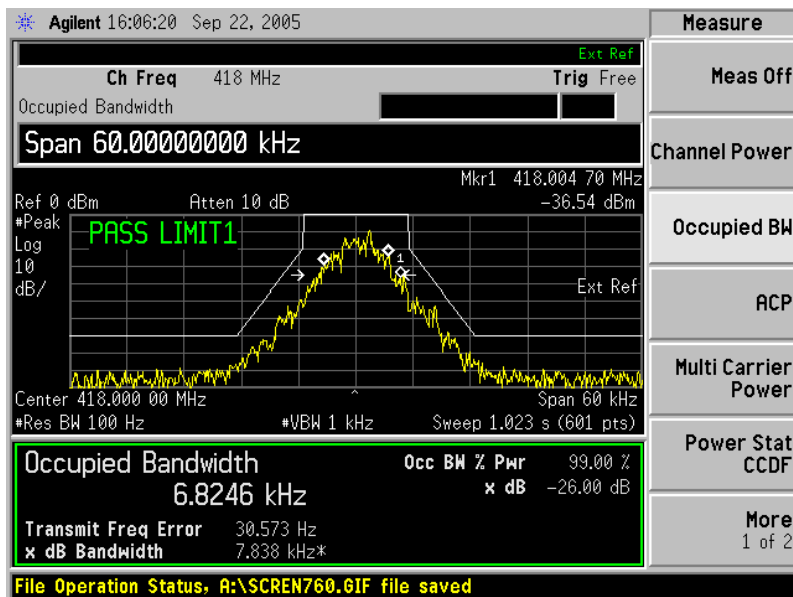 Agilent 16:06:20 Sep 22, 2005
Measure
Ext Ref
Ch Freq 418 MHz Trig Free
Occupied Bandwidth
Span 60.00000000 kHz
Mkr1 418.004 70 MHz
Ref 0 dBm Atten 10 dB -36.54 dBm
#Peak
Log
10
dB/
PASS LIMIT1
1
Ext Ref
Center 418.000 00 MHz Span 60 kHz
#Res BW 100 Hz #VBW 1 kHz Sweep 1.023 s (601 pts)
Occupied Bandwidth
6.8246 kHz
Occ BW % Pwr 99.00 %
x dB -26.00 dB
Transmit Freq Error 30.573 Hz
x dB Bandwidth 7.838 kHz*
File Operation Status, A:\SCREN760.GIF file saved
Meas Off
Channel Power
Occupied BW
ACP
Multi Carrier
Power
Power Stat
CCDF
More
1 of 2